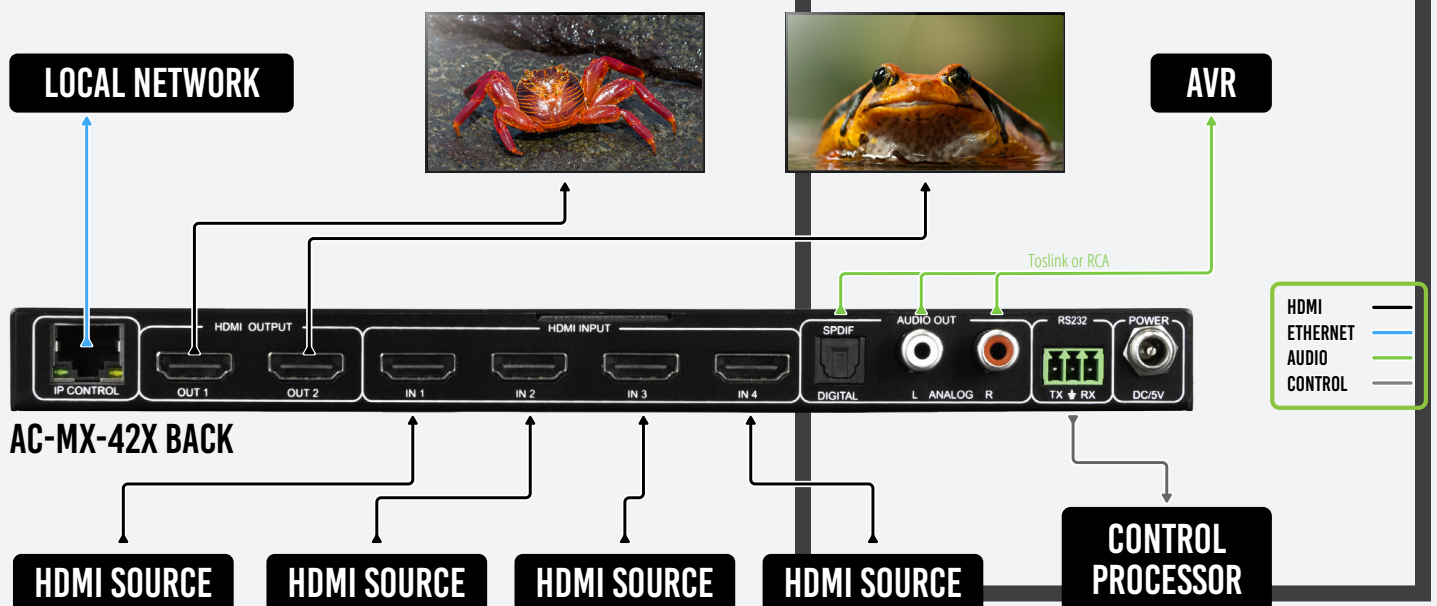 LOCAL NETWORK
AVR
Toslink or RCA
HDMI
ETHERNET
AUDIO
CONTROL
HDMI OUTPUT
HDMI INPUT
AUDIO OUT
SPDIF
RS232
POWER
IP CONTROL
OUT 1
OUT 2
IN 1
IN 2
IN 3
IN 4
DIGITAL
L ANALOG R
TX RX
DC/5V
AC-MX-42X BACK
HDMI SOURCE
HDMI SOURCE
HDMI SOURCE
HDMI SOURCE
CONTROL
PROCESSOR